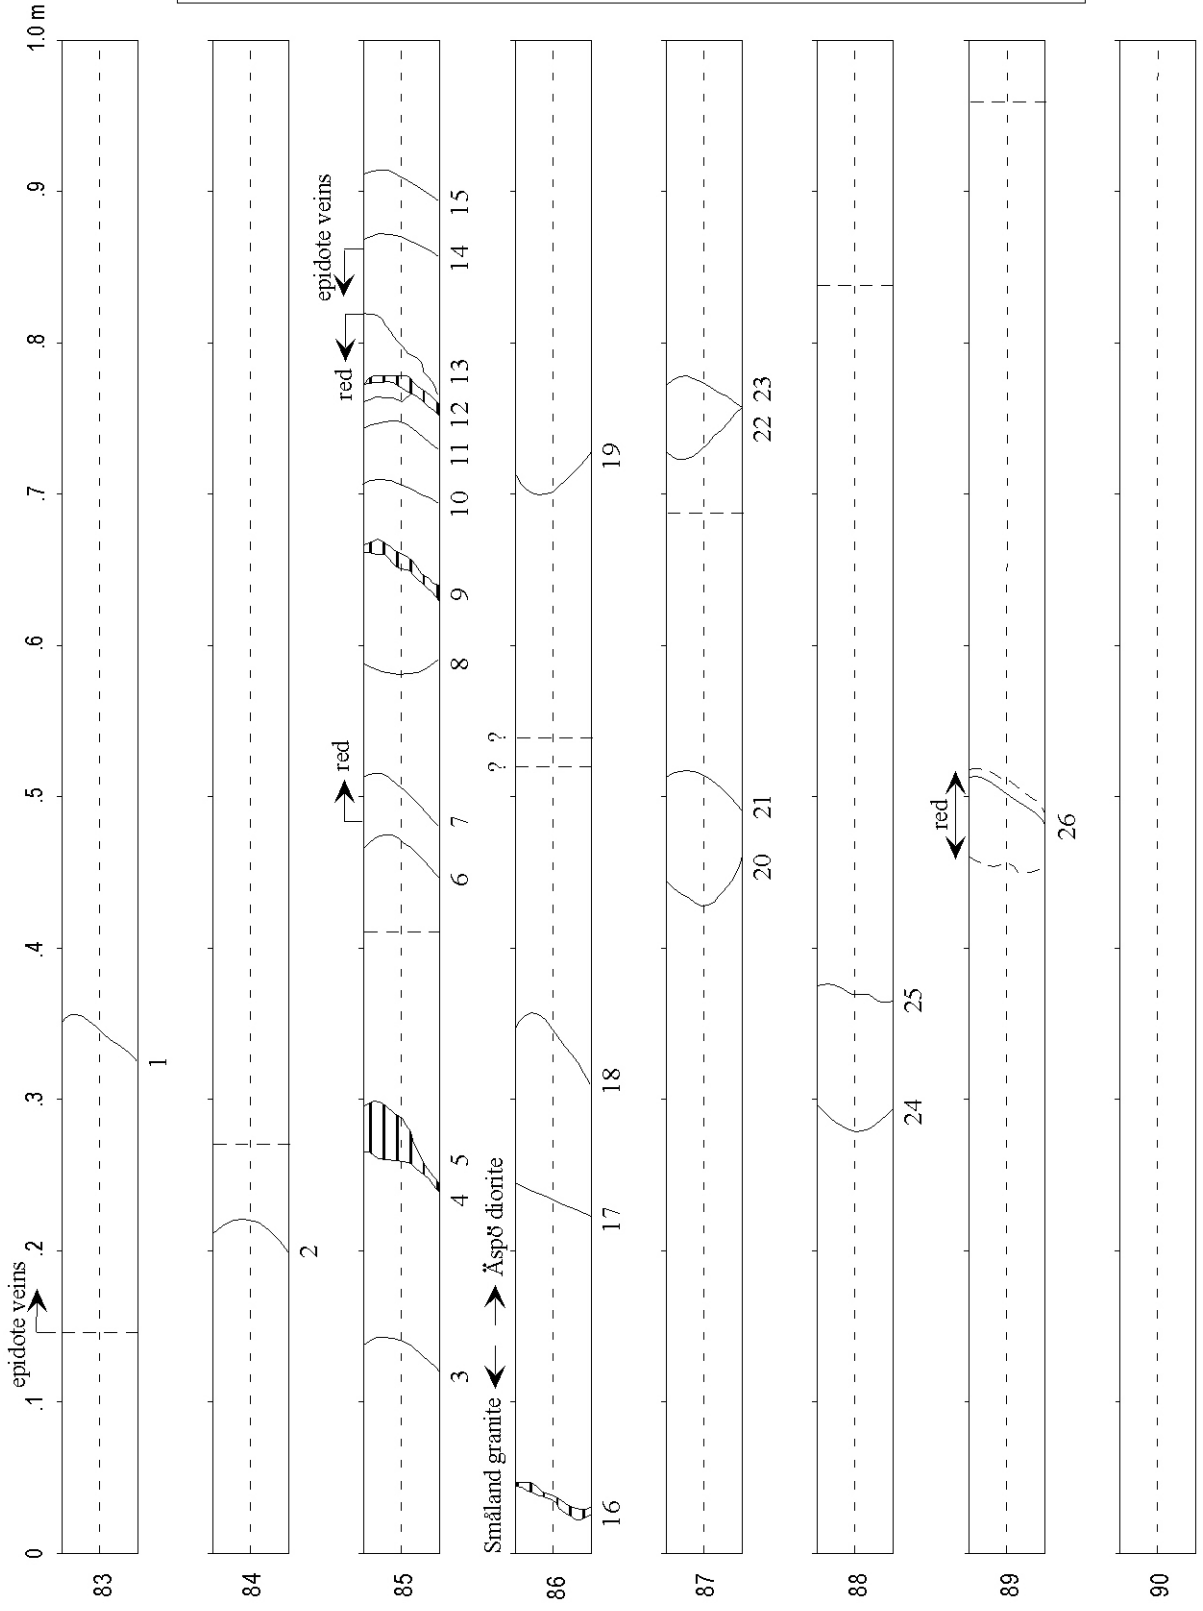 0 .1 .2 .3 .4 .5 .6 .7 .8 .9 1.0 m
epidote veins
83
1
84
2
red
red
epidote veins
85
3 4 5 6 7 8 9 10 11 12 13 14 15
Småland granite Äspö diorite
? ?
86
16 17 18 19
87
20 21 22 23
88
24 25
red
89
26
90